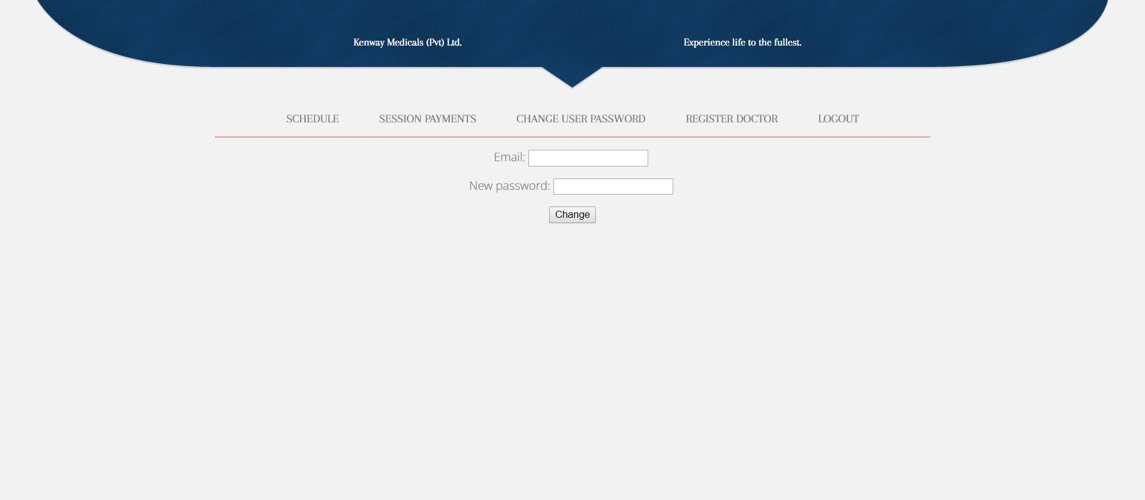 Kenway Medicals (Pvt) Ltd. Experience life to the fullest.
SCHEDULE SESSION PAYMENTS CHANGE USER PASSWORD REGISTER DOCTOR LOGOUT
Email:
New password:
Change